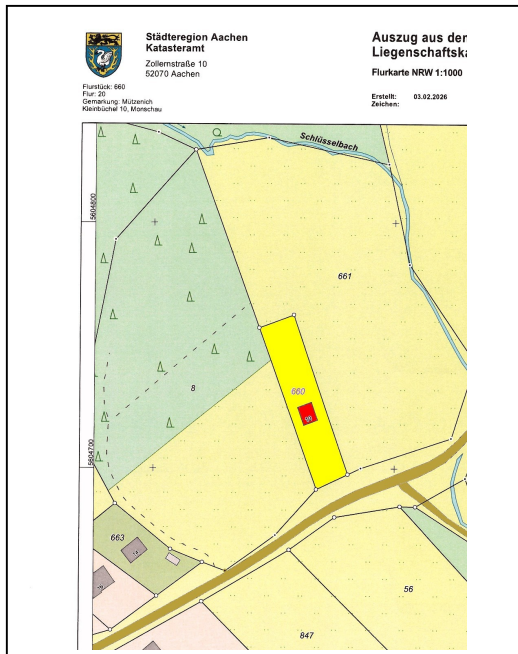 Städteregion Aachen
Katasteramt
Zollernstraße 10
52070 Aachen
Flurstück: 660
Flur: 20
Gemarkung: Mützenich
Kleinbüchel 10, Monschau
Auszug aus der
Liegenschaftska
Flurkarte NRW 1:1000
Erstellt: 03.02.2026
Zeichen:
Schlüsselbach
5604800
661
660
8
5604700
663
56
847